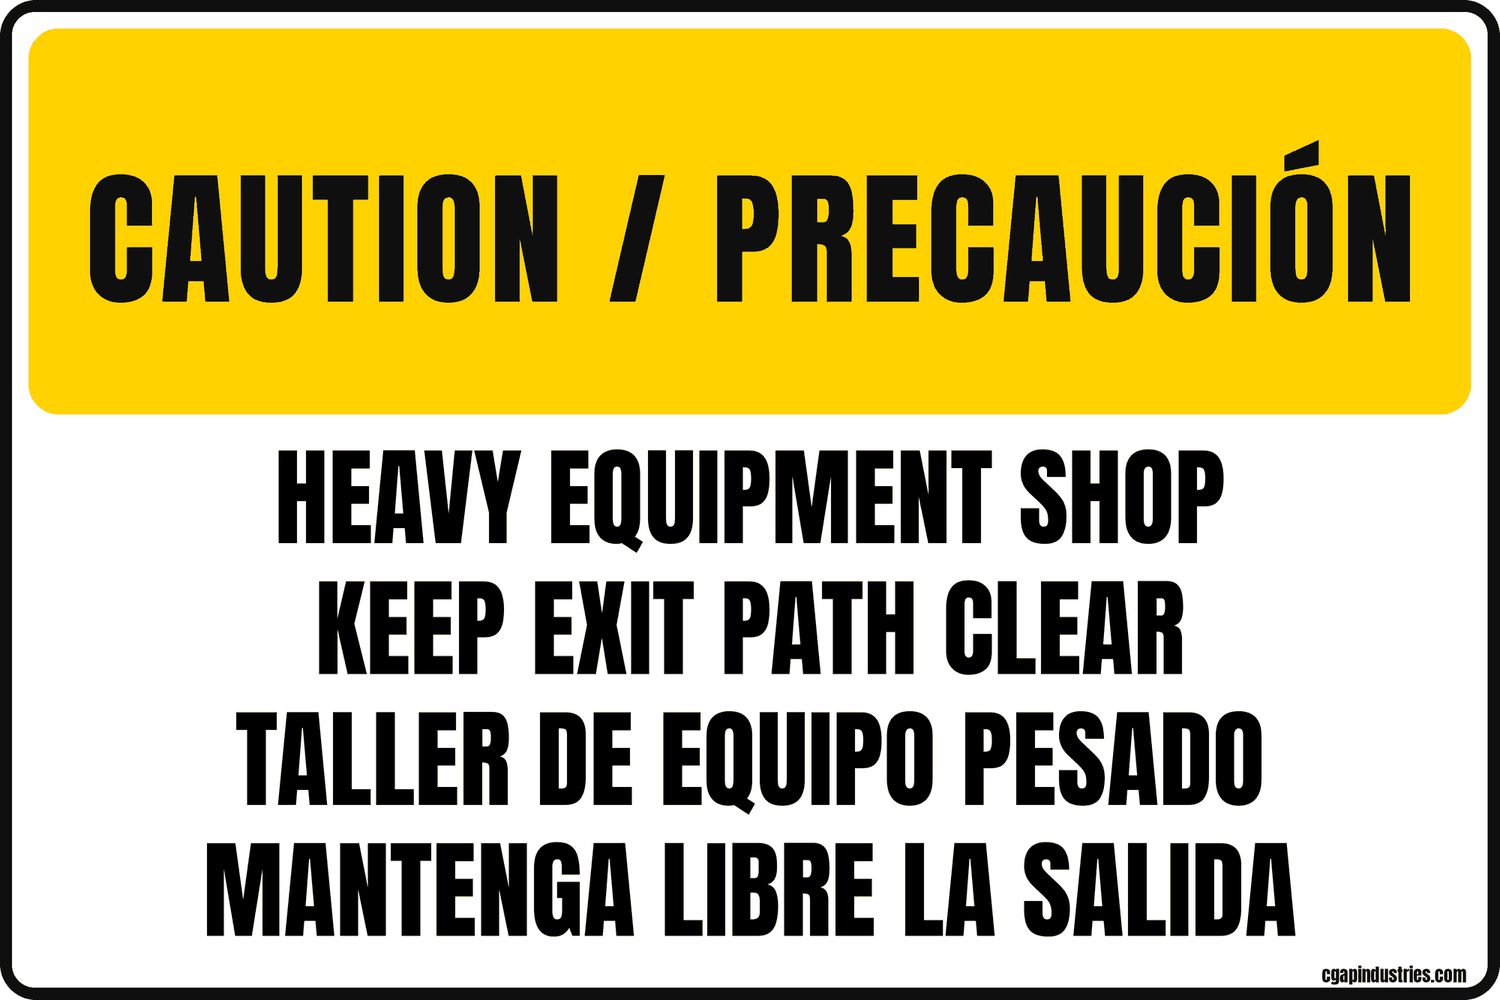 CAUTION / PRECAUCIÓN
HEAVY EQUIPMENT SHOP
KEEP EXIT PATH CLEAR
TALLER DE EQUIPO PESADO
MANTENGA LIBRE LA SALIDA
cgapindustries.com